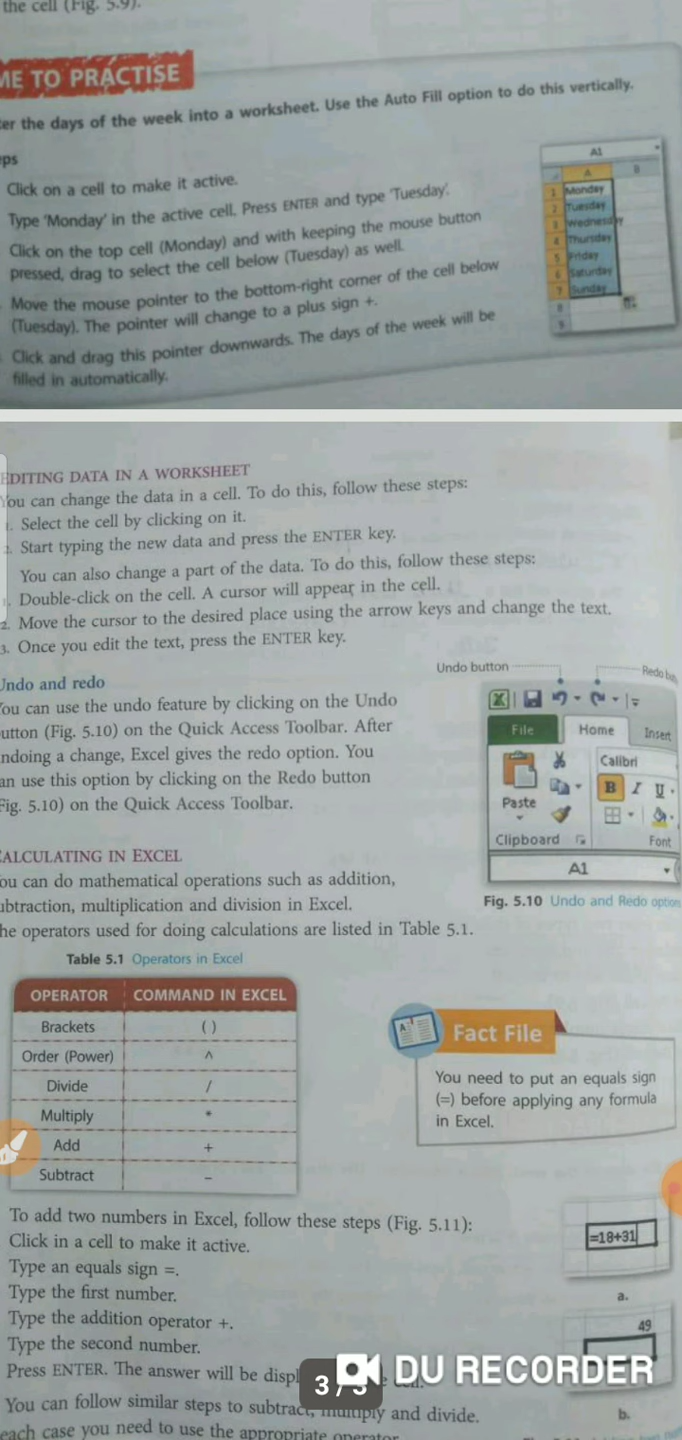 the cell (Fig. 5.9).
ME TO PRACTISE
er the days of the week into a worksheet. Use the Auto Fill option to do this vertically.
ps
Click on a cell to make it active.
Type 'Monday' in the active cell. Press ENTER and type 'Tuesday'.
Click on the top cell (Monday) and with keeping the mouse button
pressed, drag to select the cell below (Tuesday) as well.
Move the mouse pointer to the bottom-right corner of the cell below
(Tuesday). The pointer will change to a plus sign +.
Click and drag this pointer downwards. The days of the week will be
filled in automatically.
A1
A B
1 Monday
2 Tuesday
3 Wednesday
4 Thursday
5 Friday
6 Saturday
7 Sunday
8
9
EDITING DATA IN A WORKSHEET
You can change the data in a cell. To do this, follow these steps:
1. Select the cell by clicking on it.
2. Start typing the new data and press the ENTER key.
You can also change a part of the data. To do this, follow these steps:
1. Double-click on the cell. A cursor will appear in the cell.
2. Move the cursor to the desired place using the arrow keys and change the text.
3. Once you edit the text, press the ENTER key.
Undo and redo
You can use the undo feature by clicking on the Undo
utton (Fig. 5.10) on the Quick Access Toolbar. After
ndoing a change, Excel gives the redo option. You
an use this option by clicking on the Redo button
Fig. 5.10) on the Quick Access Toolbar.
Undo button
Redo bu
File Home Insert
Calibri
Paste
B I U
Clipboard Font
A1
Fig. 5.10 Undo and Redo option
CALCULATING IN EXCEL
ou can do mathematical operations such as addition,
ubtraction, multiplication and division in Excel.
he operators used for doing calculations are listed in Table 5.1.
Table 5.1 Operators in Excel
OPERATOR COMMAND IN EXCEL
Brackets ( )
Order (Power) ^
Divide /
Multiply *
Add +
Subtract –
Fact File
You need to put an equals sign
(=) before applying any formula
in Excel.
To add two numbers in Excel, follow these steps (Fig. 5.11):
Click in a cell to make it active.
Type an equals sign =.
Type the first number.
Type the addition operator +.
Type the second number.
Press ENTER. The answer will be displ
You can follow similar steps to subtract, multiply and divide.
each case you need to use the appropriate operator
=18+31
a.
49
b.
3 / 3
DU RECORDER